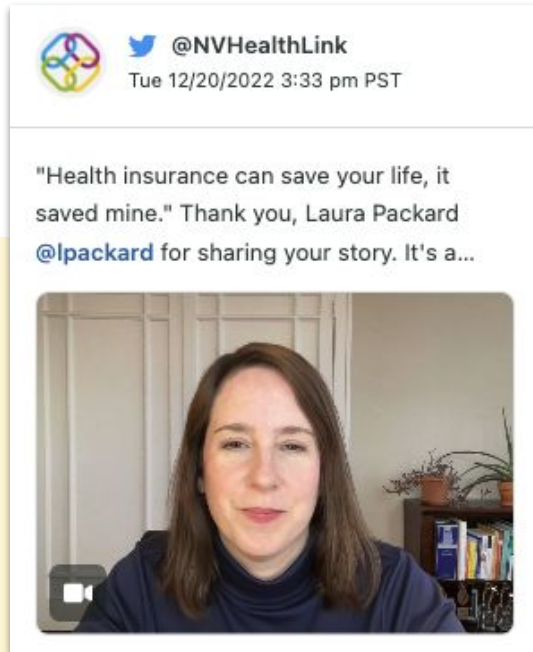 @NVHealthLink
Tue 12/20/2022 3:33 pm PST
"Health insurance can save your life, it
saved mine." Thank you, Laura Packard
@lpackard for sharing your story. It's a...